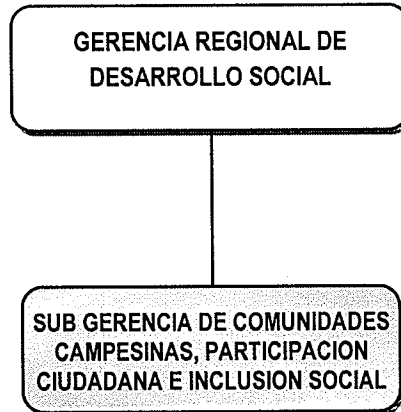 GERENCIA REGIONAL DE
DESARROLLO SOCIAL
SUB GERENCIA DE COMUNIDADES
CAMPESINAS, PARTICIPACION
CIUDADANA E INCLUSION SOCIAL